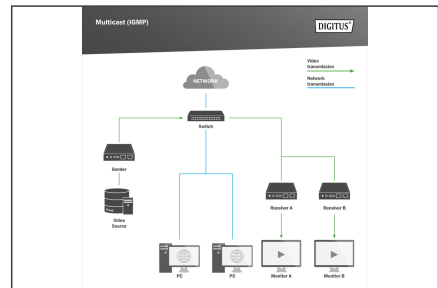 Multicast (IGMP)
DIGITUS®
Video
transmission
Network
transmission
NETWORK
Switch
Sender
Video
Source
Receiver A
Receiver B
PC
PC
Monitor A
Monitor B